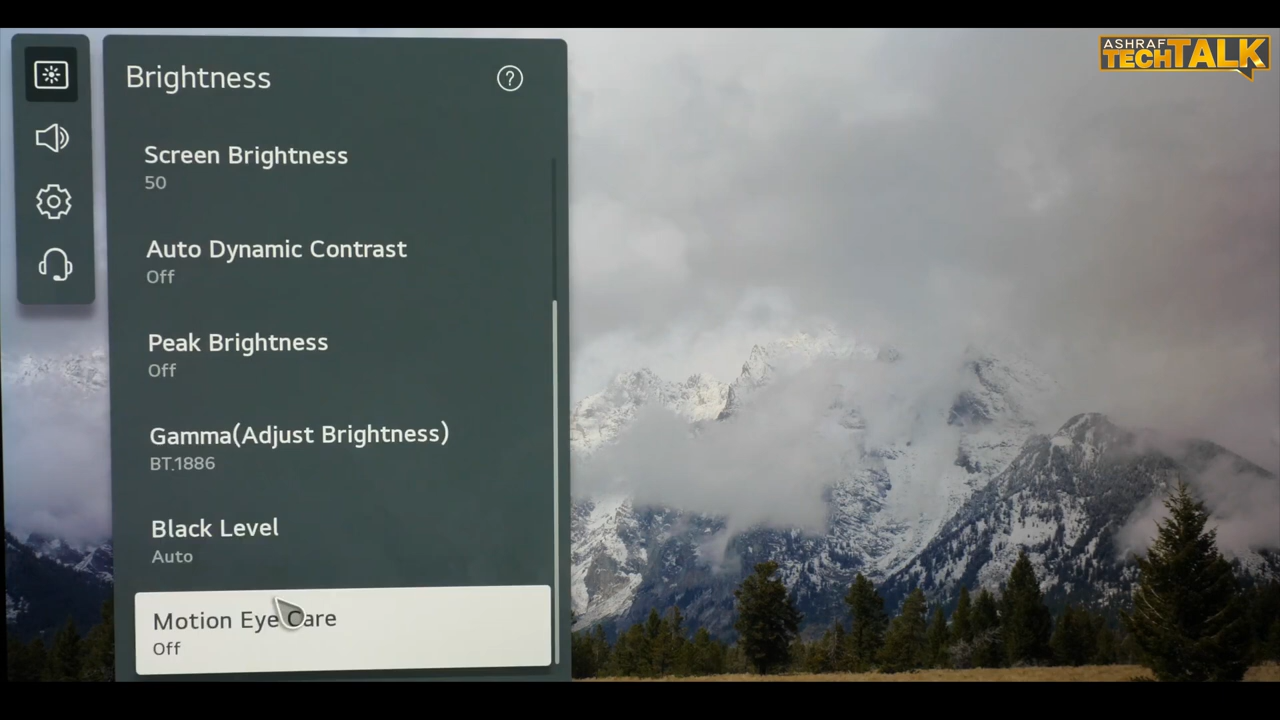 Brightness
?
Screen Brightness
50
Auto Dynamic Contrast
Off
Peak Brightness
Off
Gamma(Adjust Brightness)
BT.1886
Black Level
Auto
Motion Eye Care
Off
ASHRAF
TECHTALK